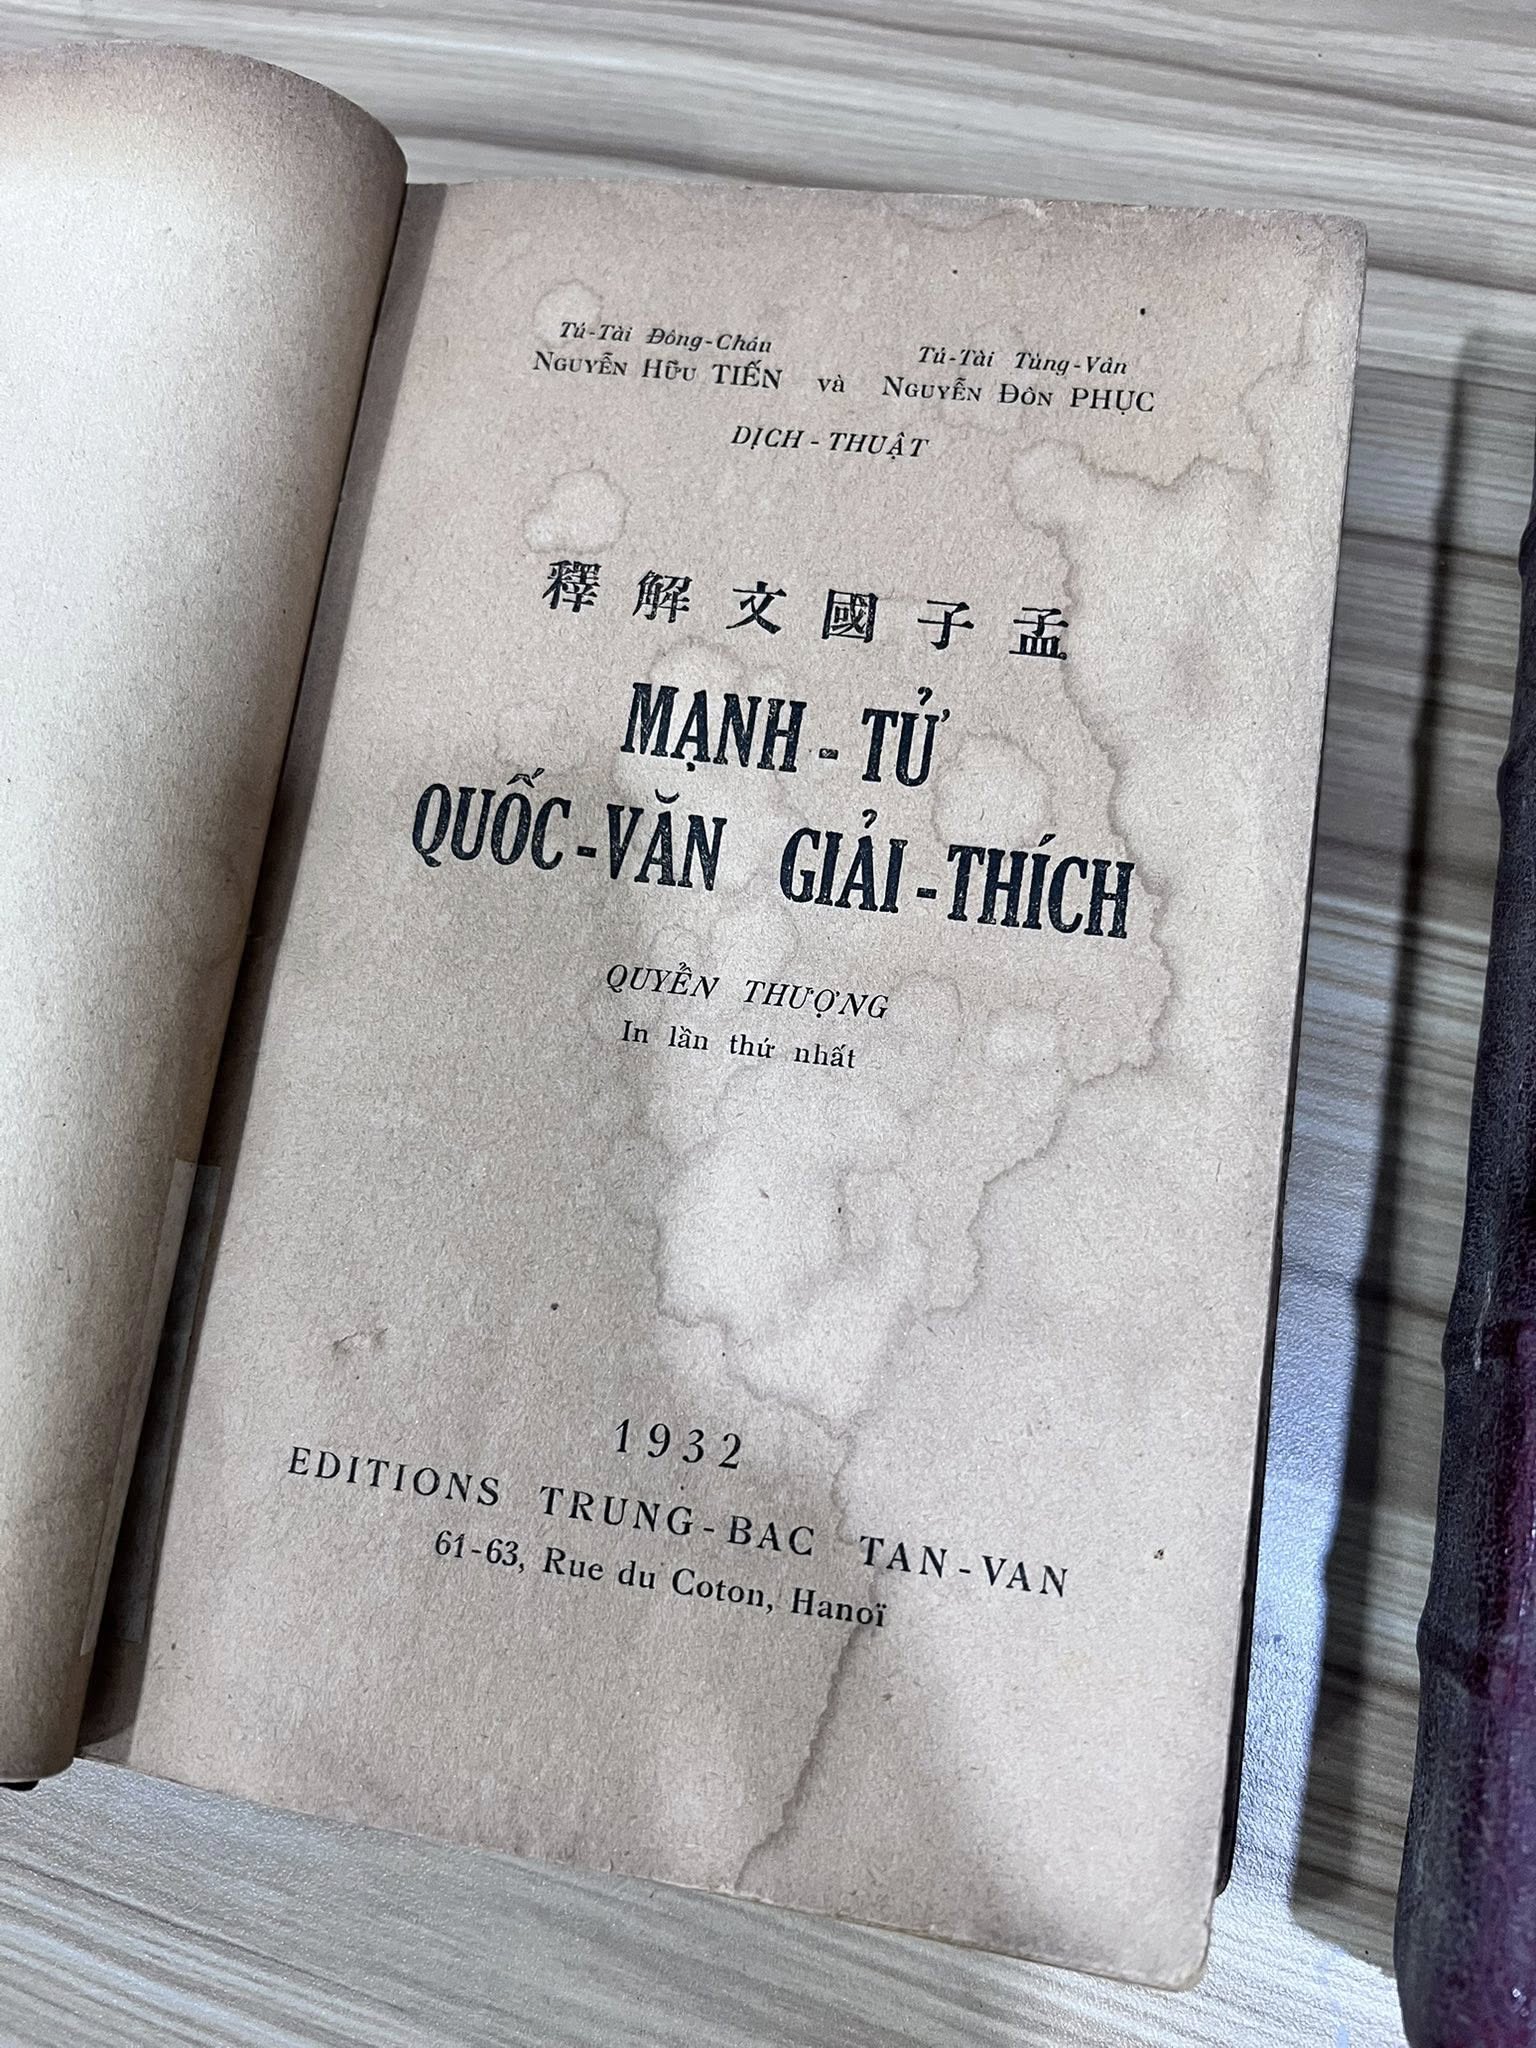 Tú-Tài Đông-Châu Tú-Tài Tùng-Vân
NGUYỄN HỮU TIẾN và NGUYỄN ĐÔN PHỤC
DỊCH-THUẬT
釋解文國子孟
MẠNH-TỬ
QUỐC-VĂN GIẢI-THÍCH
QUYỂN THƯỢNG
In lần thứ nhất
1932
EDITIONS TRUNG-BAC TAN-VAN
61-63, Rue du Coton, Hanoï